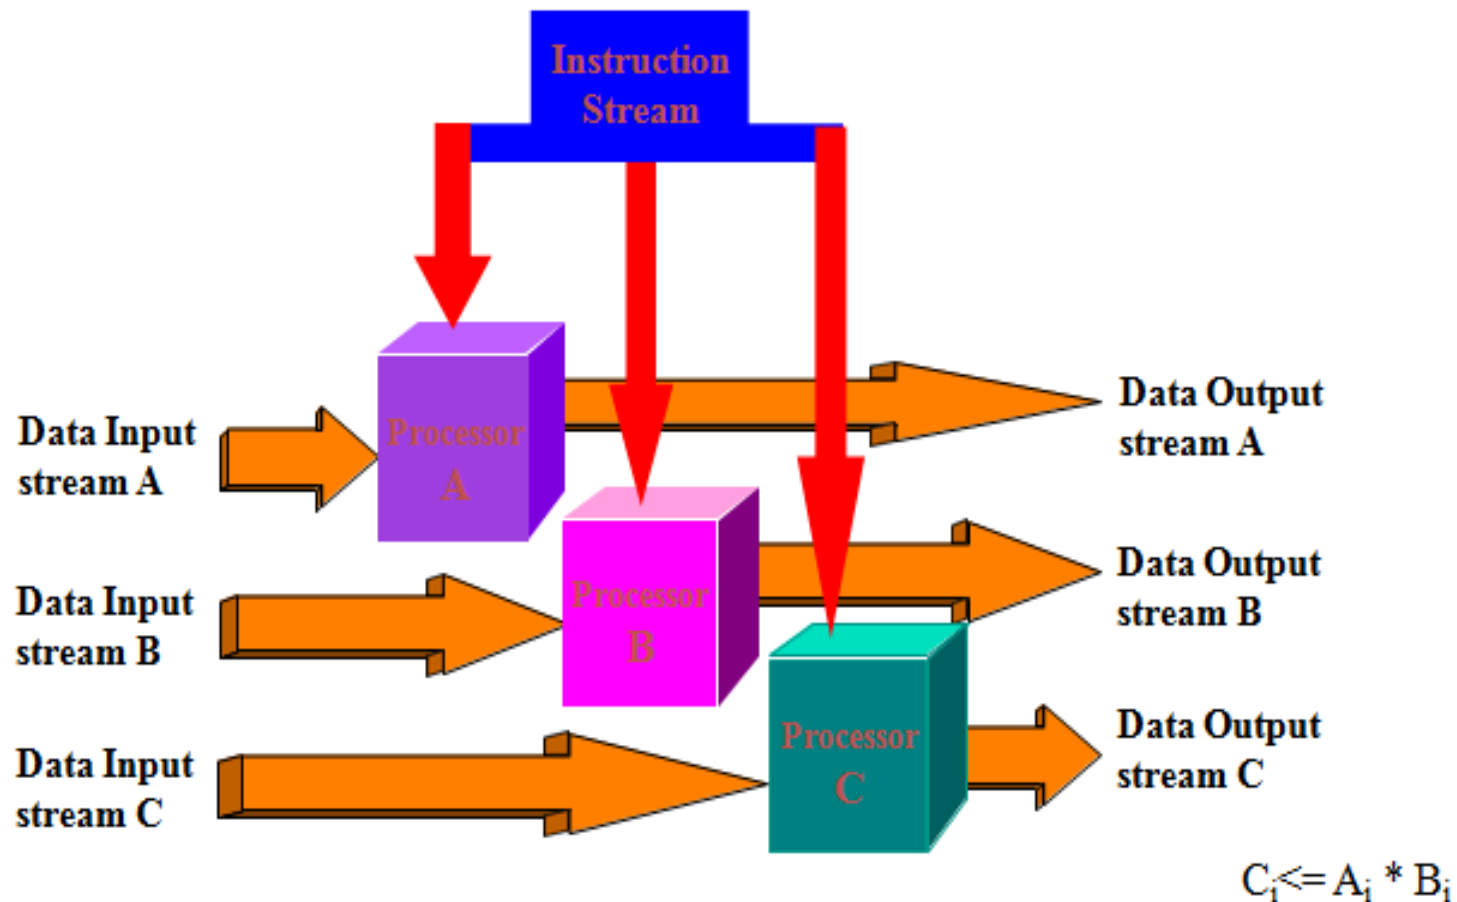 Instruction
Stream
Data Input
stream A
Processor
A
Data Output
stream A
Data Input
stream B
Processor
B
Data Output
stream B
Data Input
stream C
Processor
C
Data Output
stream C
Cᵢ<= Aᵢ * Bᵢ